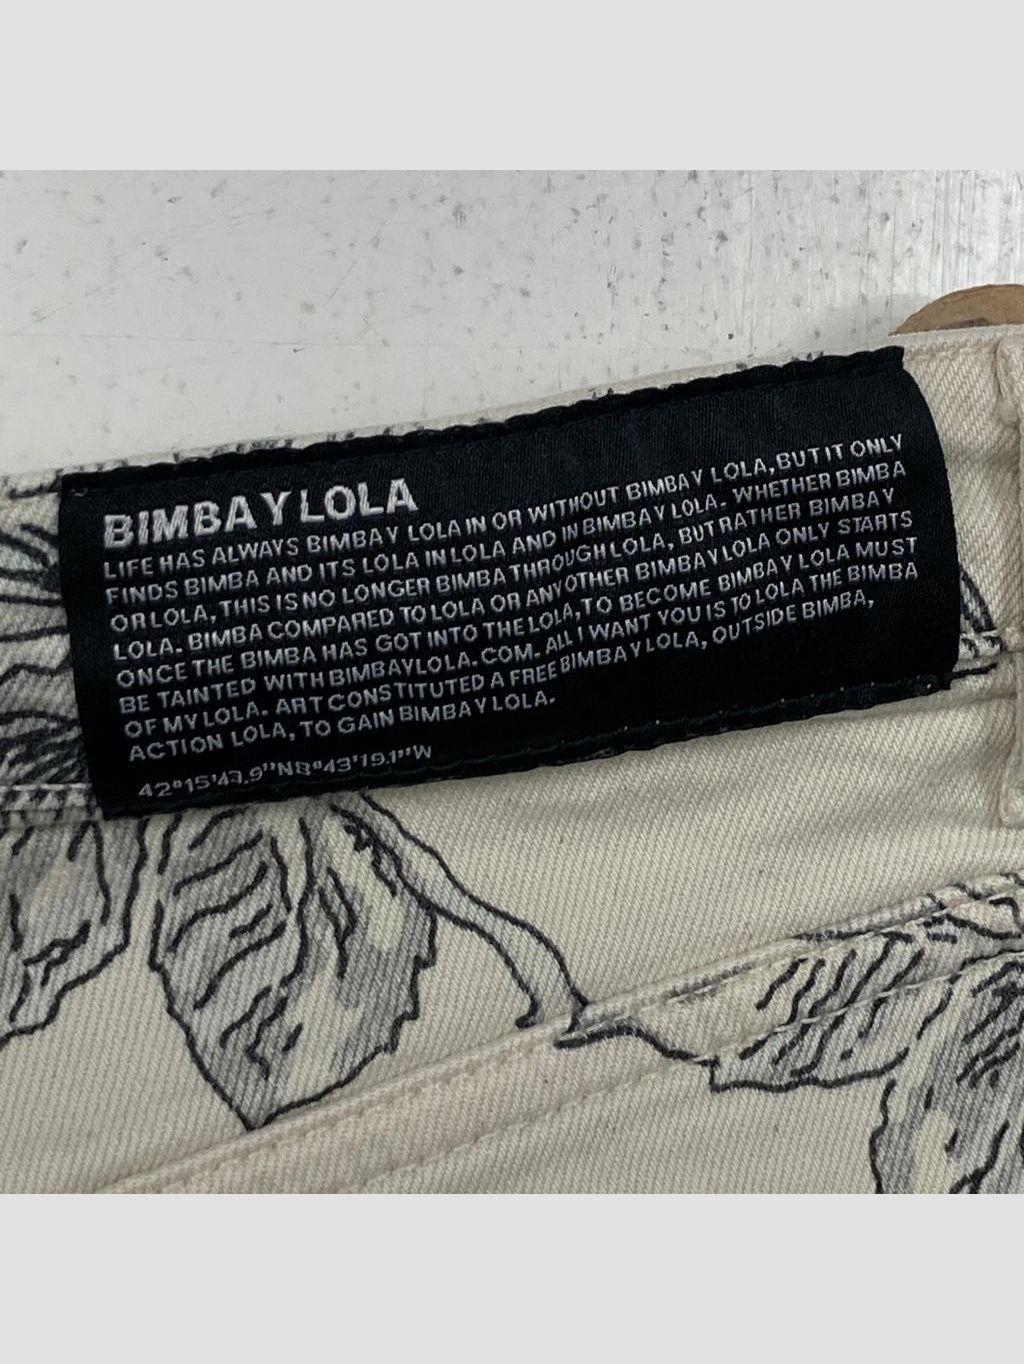 BIMBA Y LOLA
LIFE HAS ALWAYS BIMBA Y LOLA IN OR WITHOUT BIMBA Y LOLA, BUT IT ONLY
FINDS BIMBA AND ITS LOLA IN LOLA AND IN BIMBA Y LOLA. WHETHER BIMBA
OR LOLA, THIS IS NO LONGER BIMBA THROUGH LOLA, BUT RATHER BIMBA Y
LOLA. BIMBA COMPARED TO LOLA OR ANY OTHER BIMBA Y LOLA ONLY STARTS
ONCE THE BIMBA HAS GOT INTO THE LOLA, TO BECOME BIMBA Y LOLA MUST
BE TAINTED WITH BIMBAYLOLA.COM. ALL I WANT YOU IS TO LOLA THE BIMBA
OF MY LOLA. ART CONSTITUTED A FREE BIMBA Y LOLA, OUTSIDE BIMBA,
ACTION LOLA, TO GAIN BIMBA Y LOLA.
42º15'43.9"N8º43'19.1"W